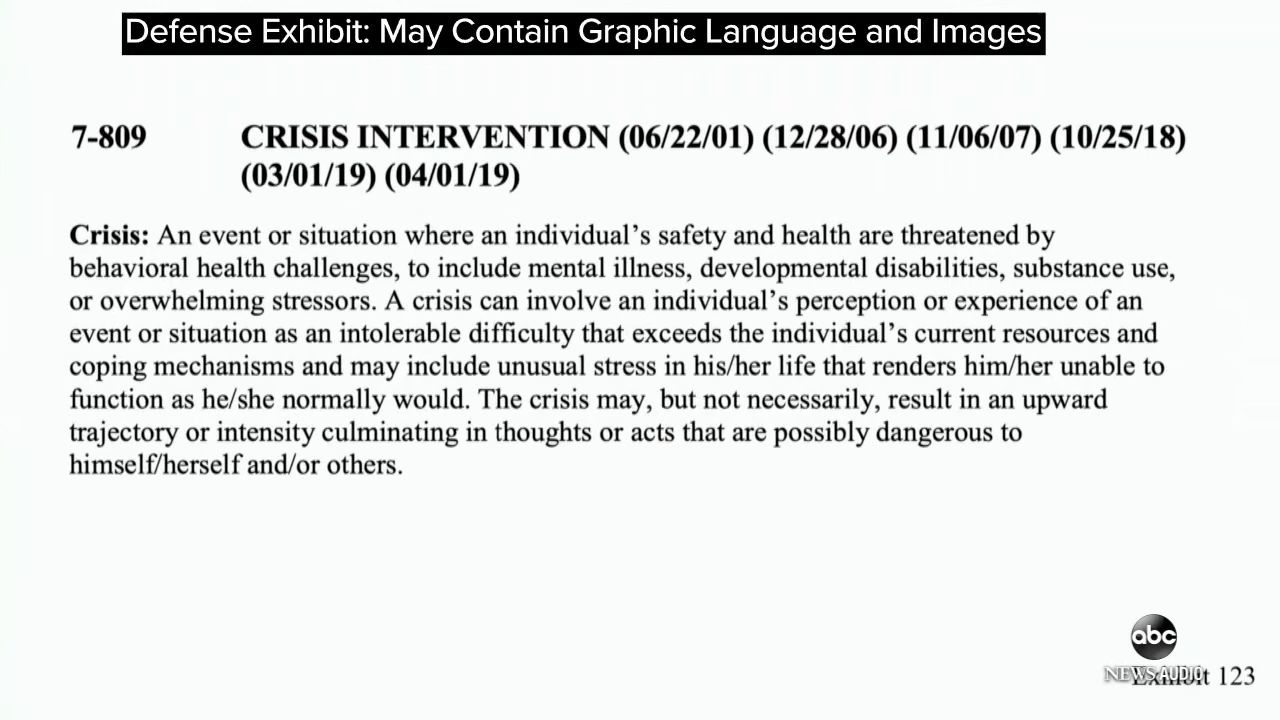 Defense Exhibit: May Contain Graphic Language and Images
7-809 CRISIS INTERVENTION (06/22/01) (12/28/06) (11/06/07) (10/25/18)
(03/01/19) (04/01/19)
Crisis: An event or situation where an individual’s safety and health are threatened by
behavioral health challenges, to include mental illness, developmental disabilities, substance use,
or overwhelming stressors. A crisis can involve an individual’s perception or experience of an
event or situation as an intolerable difficulty that exceeds the individual’s current resources and
coping mechanisms and may include unusual stress in his/her life that renders him/her unable to
function as he/she normally would. The crisis may, but not necessarily, result in an upward
trajectory or intensity culminating in thoughts or acts that are possibly dangerous to
himself/herself and/or others.
abc
NEWS AUDIO
Exhibit 123